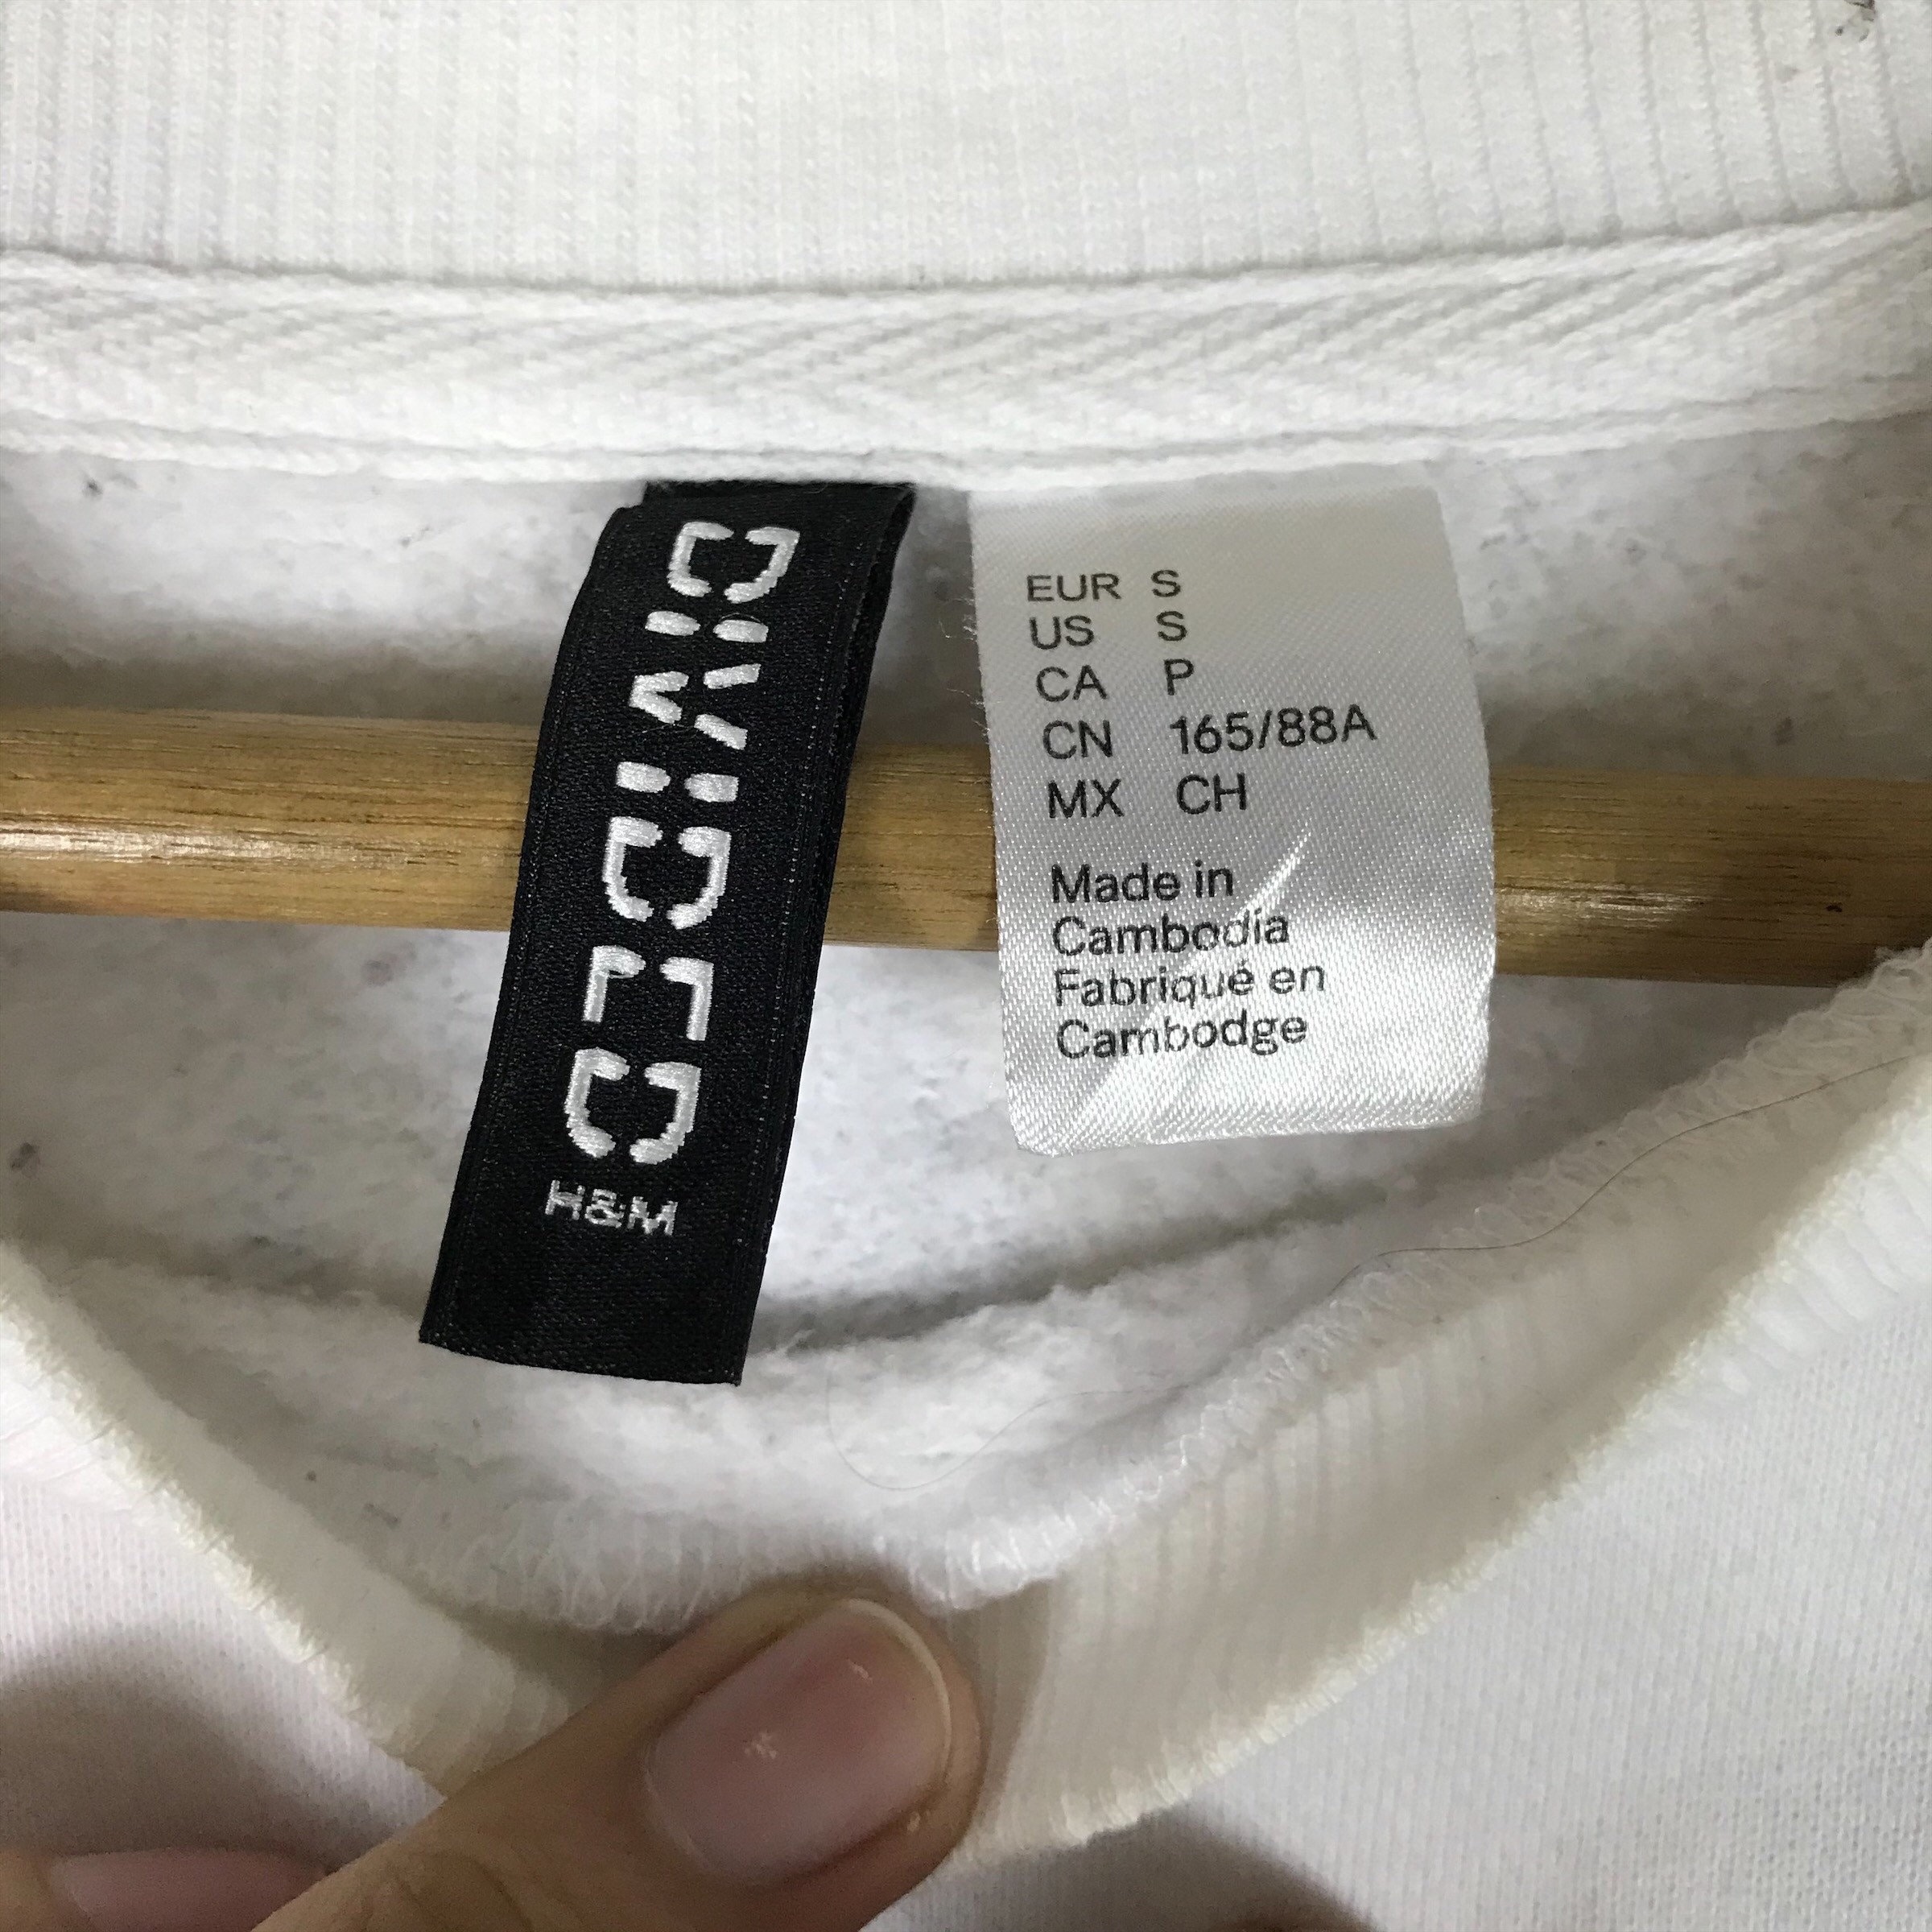 DIVIDED
H&M
EUR S
US S
CA P
CN 165/88A
MX CH
Made in
Cambodia
Fabriqué en
Cambodge